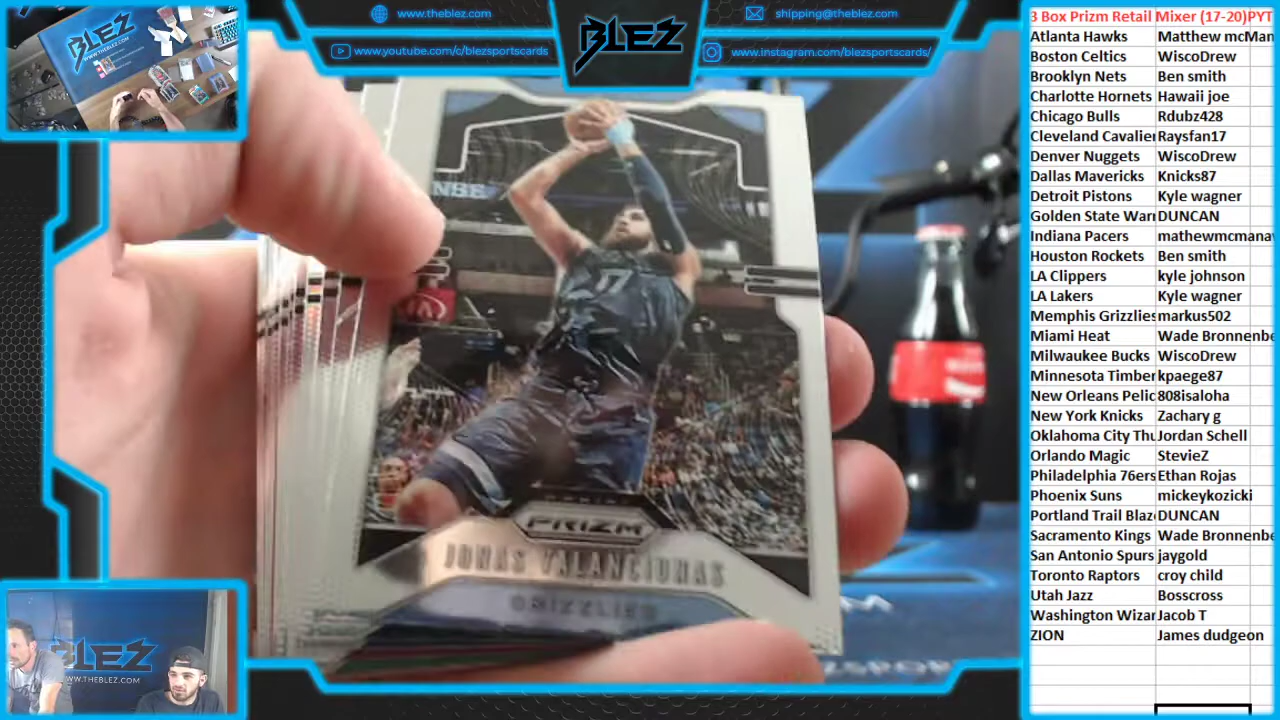 www.theblez.com
shipping@theblez.com
www.youtube.com/c/blezsportscards
BLEZ
www.instagram.com/blezsportscards/
3 Box Prizm Retail Mixer (17-20)PYT
Atlanta Hawks Matthew mcMan
Boston Celtics WiscoDrew
Brooklyn Nets Ben smith
Charlotte Hornets Hawaii joe
Chicago Bulls Rdubz428
Cleveland Cavalier Raysfan17
Denver Nuggets WiscoDrew
Dallas Mavericks Knicks87
Detroit Pistons Kyle wagner
Golden State Warr DUNCAN
Indiana Pacers mathewmcmana
Houston Rockets Ben smith
LA Clippers kyle johnson
LA Lakers Kyle wagner
Memphis Grizzlies markus502
Miami Heat Wade Bronnenbe
Milwaukee Bucks WiscoDrew
Minnesota Timber kpaege87
New Orleans Pelic 808isaloha
New York Knicks Zachary g
Oklahoma City Thu Jordan Schell
Orlando Magic StevieZ
Philadelphia 76ers Ethan Rojas
Phoenix Suns mickeykozicki
Portland Trail Blaz DUNCAN
Sacramento Kings Wade Bronnenbe
San Antonio Spurs jaygold
Toronto Raptors croy child
Utah Jazz Bosscross
Washington Wizar Jacob T
ZION James dudgeon
NSE
17
PRIZM
JONAS VALANCIUNAS
GRIZZLIES
BLEZ
WWW.THEBLEZ.COM